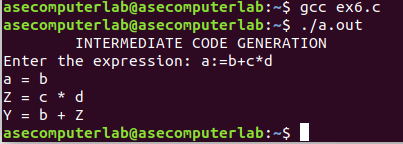 asecomputerlab@asecomputerlab:~$ gcc ex6.c
asecomputerlab@asecomputerlab:~$ ./a.out
INTERMEDIATE CODE GENERATION
Enter the expression: a:=b+c*d
a = b
Z = c * d
Y = b + Z
asecomputerlab@asecomputerlab:~$